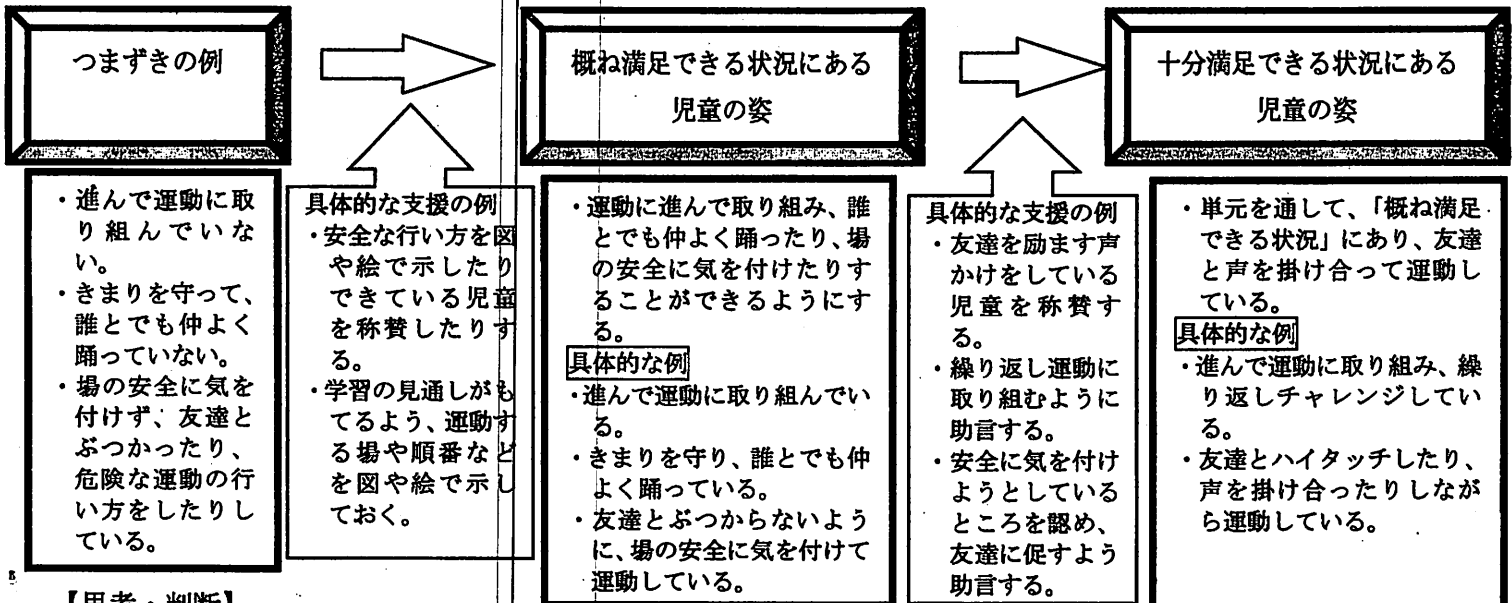 つまずきの例
概ね満足できる状況にある
児童の姿
十分満足できる状況にある
児童の姿
・進んで運動に取
り組んでいな
い。
・きまりを守って、
誰とでも仲よく
踊っていない。
・場の安全に気を
付けず、友達と
ぶつかったり、
危険な運動の行
い方をしたりし
ている。
具体的な支援の例
・安全な行い方を図
や絵で示したり
できている児童
を称賛したりす
る。
・学習の見通しがも
てるよう、運動す
る場や順番など
を図や絵で示し
ておく。
・運動に進んで取り組み、誰
とでも仲よく踊ったり、場
の安全に気を付けたりす
ることができるようにす
る。
具体的な例
・進んで運動に取り組んでい
る。
・きまりを守り、誰とでも仲
よく踊っている。
・友達とぶつからないよう
に、場の安全に気を付けて
運動している。
具体的な支援の例
・友達を励ます声
かけをしている
児童を称賛す
る。
・繰り返し運動に
取り組むように
助言する。
・安全に気を付け
ようとしている
ところを認め、
友達に促すよう
助言する。
・単元を通して、「概ね満足
できる状況」にあり、友達
と声を掛け合って運動し
ている。
具体的な例
・進んで運動に取り組み、繰
り返しチャレンジしてい
る。
・友達とハイタッチしたり、
声を掛け合ったりしなが
ら運動している。
【思考・判断】